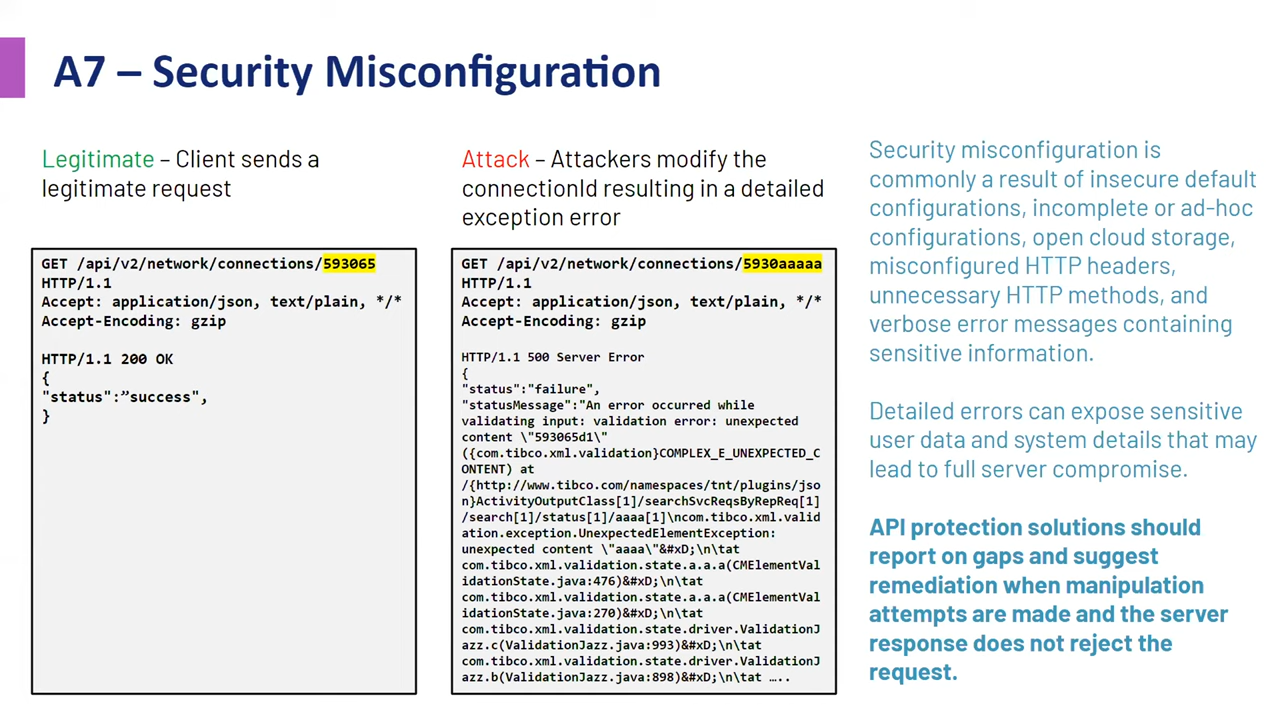 A7 – Security Misconfiguration
Legitimate – Client sends a
legitimate request
GET /api/v2/network/connections/593065
HTTP/1.1
Accept: application/json, text/plain, */*
Accept-Encoding: gzip
HTTP/1.1 200 OK
{
"status":”success",
}
Attack – Attackers modify the
connectionId resulting in a detailed
exception error
GET /api/v2/network/connections/5930aaaaa
HTTP/1.1
Accept: application/json, text/plain, */*
Accept-Encoding: gzip
HTTP/1.1 500 Server Error
{
"status":"failure",
"statusMessage":"An error occurred while
validating input: validation error: unexpected
content \"593065d1\"
({com.tibco.xml.validation}COMPLEX_E_UNEXPECTED_C
ONTENT) at
/{http://www.tibco.com/namespaces/tnt/plugins/jso
n}ActivityOutputClass[1]/searchSvcReqsByRepReq[1]
/search[1]/status[1]/aaaa[1]\ncom.tibco.xml.valid
ation.exception.UnexpectedElementException:
unexpected content \"aaaa\"&#xD;\n\tat
com.tibco.xml.validation.state.a.a.a(CMElementVal
idationState.java:476)&#xD;\n\tat
com.tibco.xml.validation.state.a.a.a(CMElementVal
idationState.java:270)&#xD;\n\tat
com.tibco.xml.validation.state.driver.ValidationJ
azz.c(ValidationJazz.java:993)&#xD;\n\tat
com.tibco.xml.validation.state.driver.ValidationJ
azz.b(ValidationJazz.java:898)&#xD;\n\tat …..
Security misconfiguration is
commonly a result of insecure default
configurations, incomplete or ad-hoc
configurations, open cloud storage,
misconfigured HTTP headers,
unnecessary HTTP methods, and
verbose error messages containing
sensitive information.
Detailed errors can expose sensitive
user data and system details that may
lead to full server compromise.
API protection solutions should
report on gaps and suggest
remediation when manipulation
attempts are made and the server
response does not reject the
request.